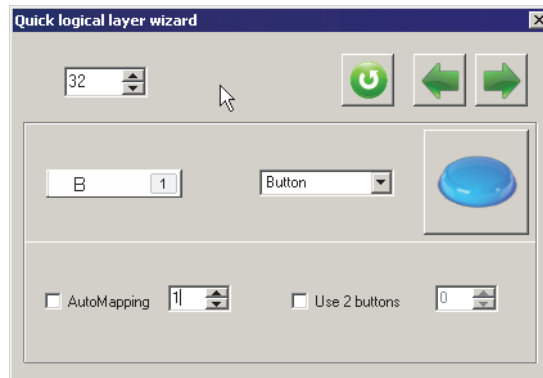 Quick logical layer wizard
32
B 1 Button
AutoMapping 1 Use 2 buttons 0